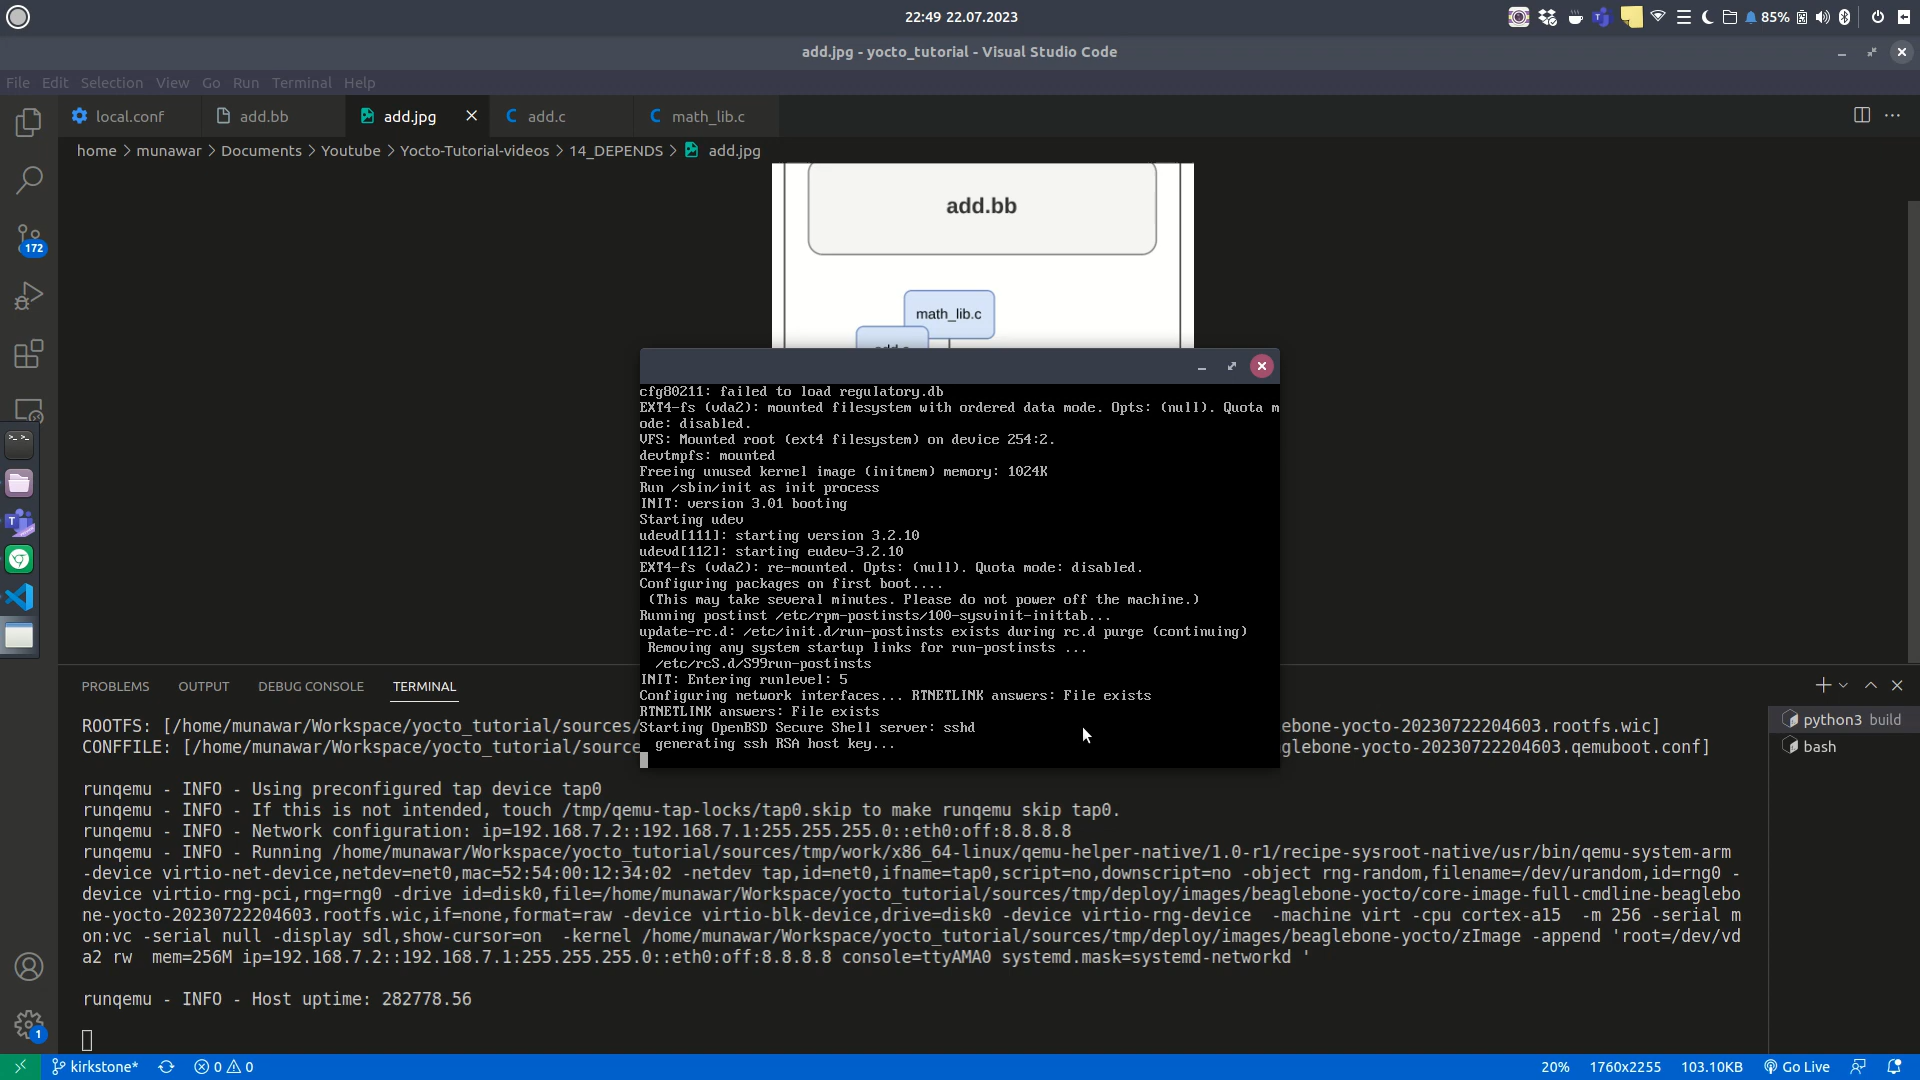 22:49 22.07.2023
85%
add.jpg - yocto_tutorial - Visual Studio Code
File Edit Selection View Go Run Terminal Help
local.conf add.bb add.jpg add.c math_lib.c
home > munawar > Documents > Youtube > Yocto-Tutorial-videos > 14_DEPENDS > add.jpg
172
add.bb
math_lib.c
cfg80211: failed to load regulatory.db
EXT4-fs (vda2): mounted filesystem with ordered data mode. Opts: (null). Quota m
ode: disabled.
VFS: Mounted root (ext4 filesystem) on device 254:2.
devtmpfs: mounted
Freeing unused kernel image (initmem) memory: 1024K
Run /sbin/init as init process
INIT: version 3.01 booting
Starting udev
udevd[111]: starting version 3.2.10
udevd[112]: starting eudev-3.2.10
EXT4-fs (vda2): re-mounted. Opts: (null). Quota mode: disabled.
Configuring packages on first boot....
(This may take several minutes. Please do not power off the machine.)
Running postinst /etc/rpm-postinsts/100-sysvinit-inittab...
update-rc.d: /etc/init.d/run-postinsts exists during rc.d purge (continuing)
Removing any system startup links for run-postinsts ...
/etc/rcS.d/S99run-postinsts
INIT: Entering runlevel: 5
Configuring network interfaces... RTNETLINK answers: File exists
RTNETLINK answers: File exists
Starting OpenBSD Secure Shell server: sshd
generating ssh RSA host key...
PROBLEMS OUTPUT DEBUG CONSOLE TERMINAL
python3 build
bash
ROOTFS: [/home/munawar/Workspace/yocto_tutorial/sources/ ebone-yocto-20230722204603.rootfs.wic]
CONFFILE: [/home/munawar/Workspace/yocto_tutorial/source glebone-yocto-20230722204603.qemuboot.conf]
runqemu - INFO - Using preconfigured tap device tap0
runqemu - INFO - If this is not intended, touch /tmp/qemu-tap-locks/tap0.skip to make runqemu skip tap0.
runqemu - INFO - Network configuration: ip=192.168.7.2::192.168.7.1:255.255.255.0::eth0:off:8.8.8.8
runqemu - INFO - Running /home/munawar/Workspace/yocto_tutorial/sources/tmp/work/x86_64-linux/qemu-helper-native/1.0-r1/recipe-sysroot-native/usr/bin/qemu-system-arm
-device virtio-net-device,netdev=net0,mac=52:54:00:12:34:02 -netdev tap,id=net0,ifname=tap0,script=no,downscript=no -object rng-random,filename=/dev/urandom,id=rng0 -
device virtio-rng-pci,rng=rng0 -drive id=disk0,file=/home/munawar/Workspace/yocto_tutorial/sources/tmp/deploy/images/beaglebone-yocto/core-image-full-cmdline-beaglebo
ne-yocto-20230722204603.rootfs.wic,if=none,format=raw -device virtio-blk-device,drive=disk0 -device virtio-rng-device -machine virt -cpu cortex-a15 -m 256 -serial m
on:vc -serial null -display sdl,show-cursor=on -kernel /home/munawar/Workspace/yocto_tutorial/sources/tmp/deploy/images/beaglebone-yocto/zImage -append 'root=/dev/vd
a2 rw mem=256M ip=192.168.7.2::192.168.7.1:255.255.255.0::eth0:off:8.8.8.8 console=ttyAMA0 systemd.mask=systemd-networkd '
runqemu - INFO - Host uptime: 282778.56
1
kirkstone* 0 0 20% 1760x2255 103.10KB Go Live